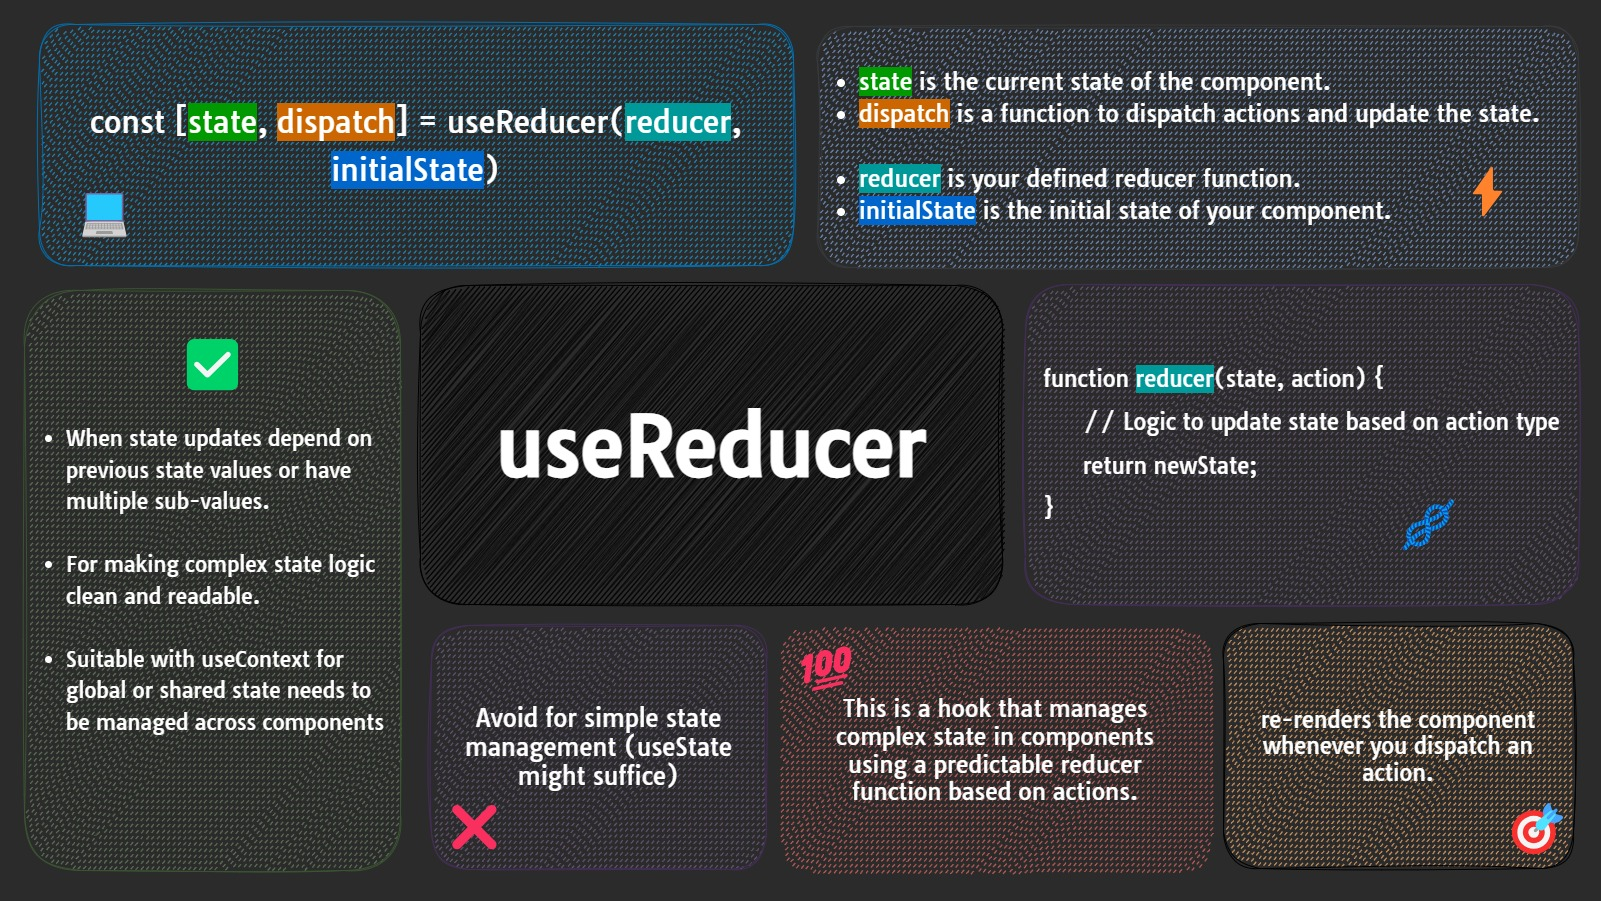 const [state, dispatch] = useReducer(reducer,
initialState)
• state is the current state of the component.
• dispatch is a function to dispatch actions and update the state.
• reducer is your defined reducer function.
• initialState is the initial state of your component.
• When state updates depend on
previous state values or have
multiple sub-values.
• For making complex state logic
clean and readable.
• Suitable with useContext for
global or shared state needs to
be managed across components
useReducer
function reducer(state, action) {
// Logic to update state based on action type
return newState;
}
Avoid for simple state
management (useState
might suffice)
100
This is a hook that manages
complex state in components
using a predictable reducer
function based on actions.
re-renders the component
whenever you dispatch an
action.